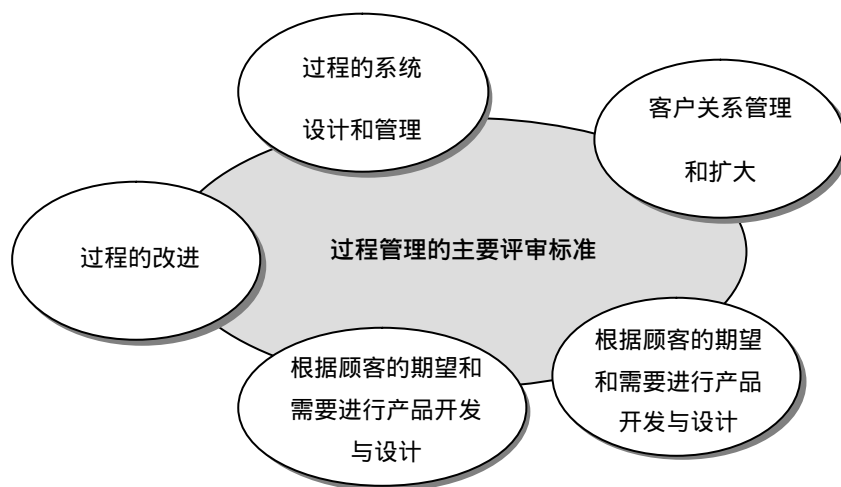 过程的系统
设计和管理
客户关系管理
和扩大
过程的改进
过程管理的主要评审标准
根据顾客的期望和
需要进行产品开发
与设计
根据顾客的期望
和需要进行产品
开发与设计